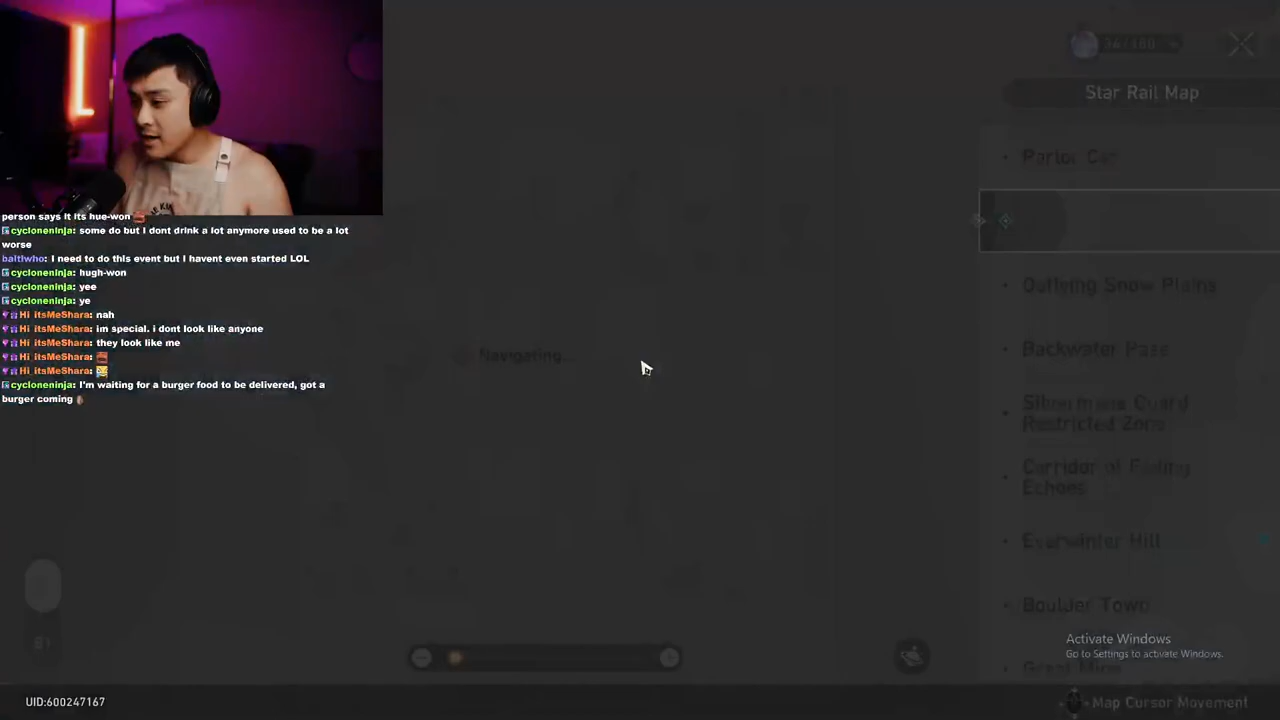 person says it its hue-won
cycloneninja: some do but I dont drink a lot anymore used to be a lot
worse
baltiwho: I need to do this event but I havent even started LOL
cycloneninja: hugh-won
cycloneninja: yee
cycloneninja: ye
Hi_itsMeShara: nah
Hi_itsMeShara: im special. i dont look like anyone
Hi_itsMeShara: they look like me
Hi_itsMeShara:
Hi_itsMeShara:
cycloneninja: I'm waiting for a burger food to be delivered, got a
burger coming
Navigating...
Star Rail Map
Parlor Car
Outlying Snow Plains
Backwater Pass
Silvermane Guard
Restricted Zone
Corridor of Fading
Echoes
Everwinter Hill
Boulder Town
Great Mine
Activate Windows
Go to Settings to activate Windows.
UID:600247167
Map Cursor Movement